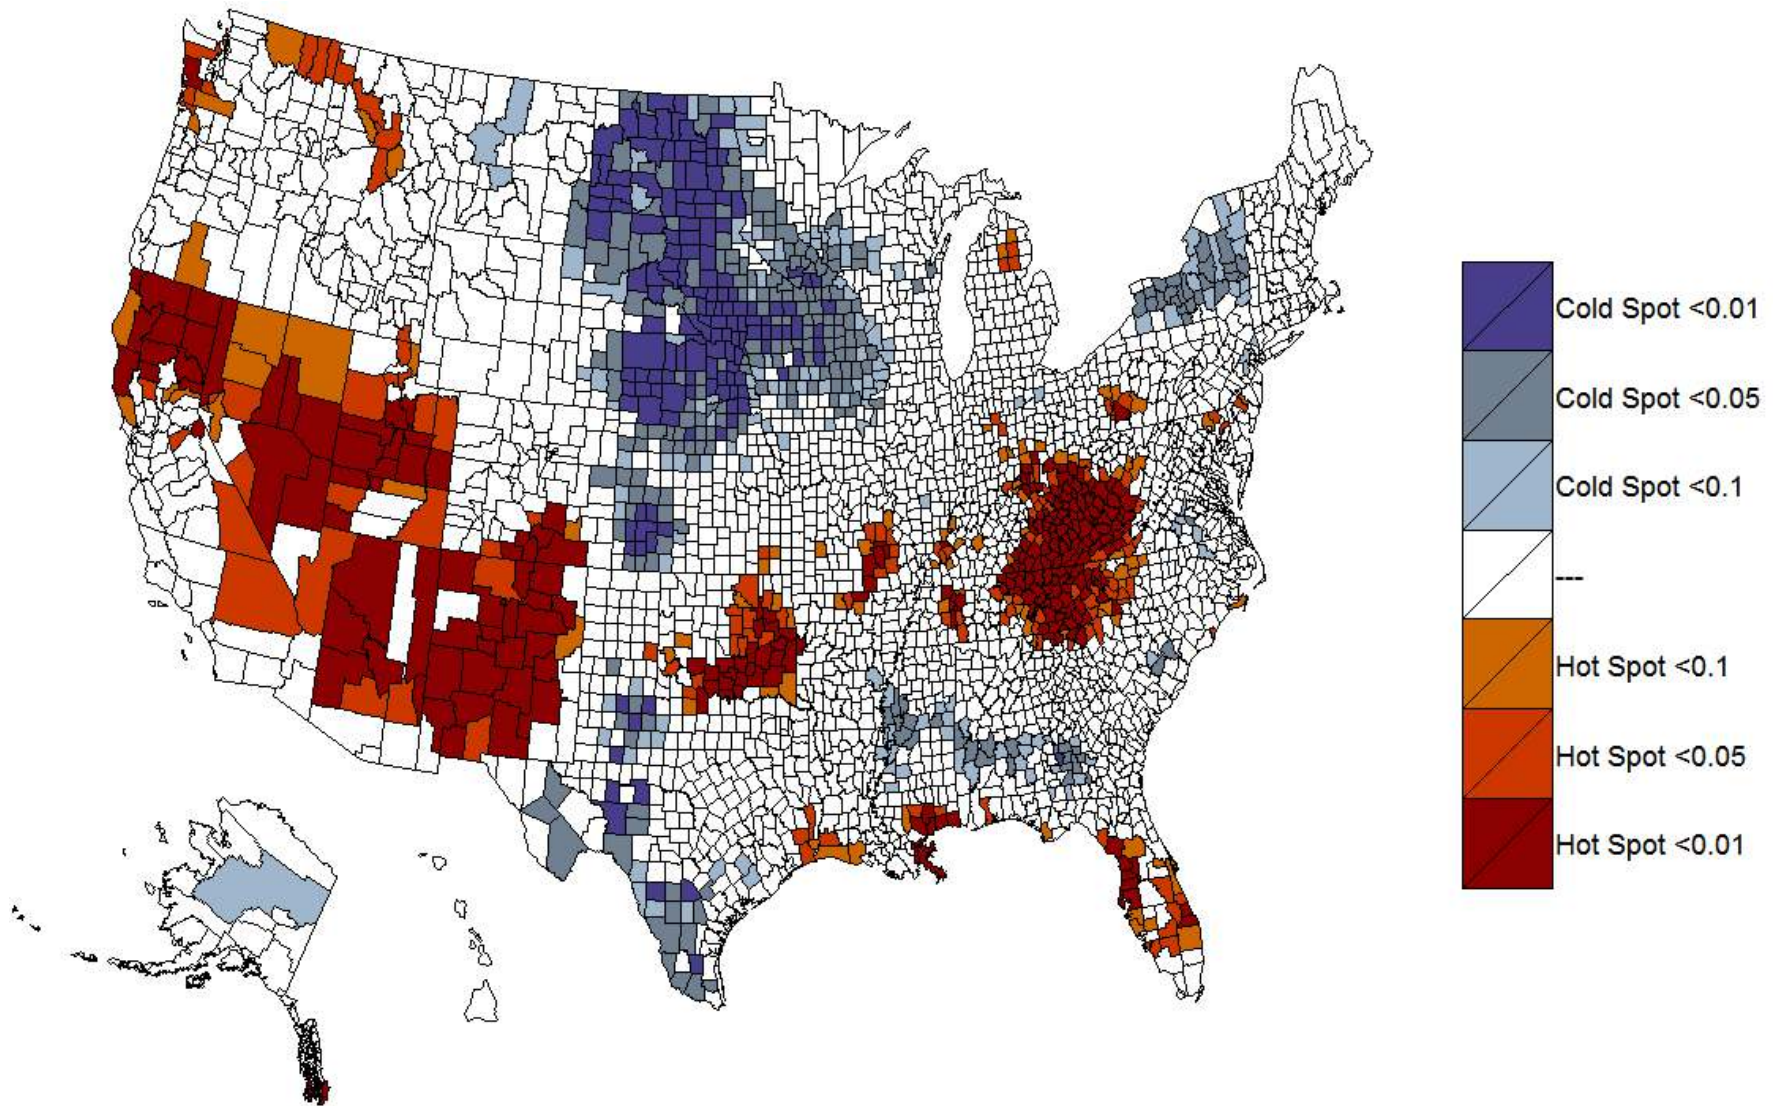 Cold Spot <0.01
Cold Spot <0.05
Cold Spot <0.1
---
Hot Spot <0.1
Hot Spot <0.05
Hot Spot <0.01